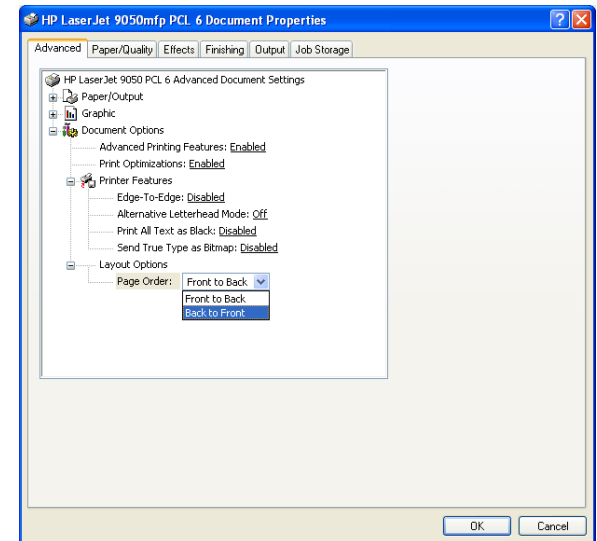 HP LaserJet 9050mfp PCL 6 Document Properties
Advanced Paper/Quality Effects Finishing Output Job Storage
HP LaserJet 9050 PCL 6 Advanced Document Settings
Paper/Output
Graphic
Document Options
Advanced Printing Features: Enabled
Print Optimizations: Enabled
Printer Features
Edge-To-Edge: Disabled
Alternative Letterhead Mode: Off
Print All Text as Black: Disabled
Send True Type as Bitmap: Disabled
Layout Options
Page Order: Front to Back
Front to Back
Back to Front
OK Cancel